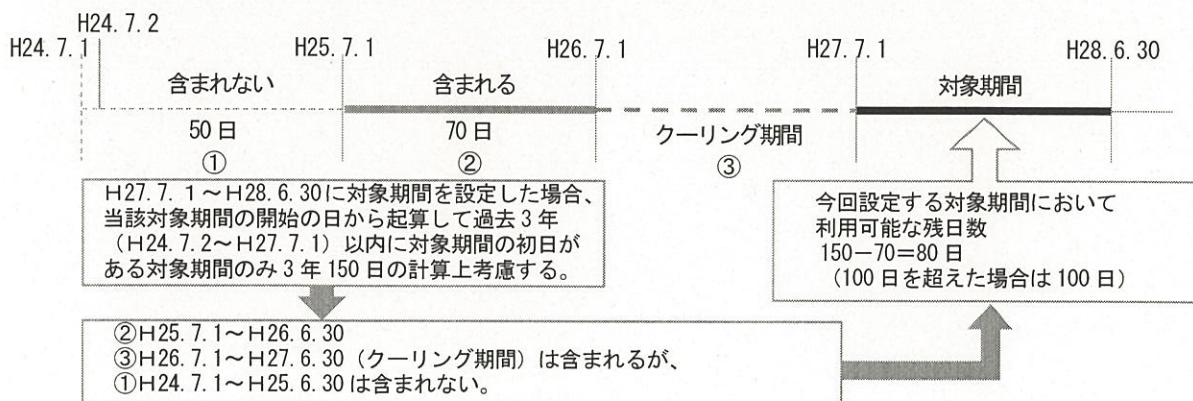 H24.7.2
H24.7.1
H25.7.1
H26.7.1
H27.7.1
H28.6.30
含まれない
含まれる
対象期間
50日
70日
クーリング期間
①
②
③
H27.7.1～H28.6.30に対象期間を設定した場合、
当該対象期間の開始の日から起算して過去3年
（H24.7.2～H27.7.1）以内に対象期間の初日が
ある対象期間のみ3年150日の計算上考慮する。
今回設定する対象期間において
利用可能な残日数
150－70＝80日
（100日を超えた場合は100日）
②H25.7.1～H26.6.30
③H26.7.1～H27.6.30（クーリング期間）は含まれるが、
①H24.7.1～H25.6.30は含まれない。